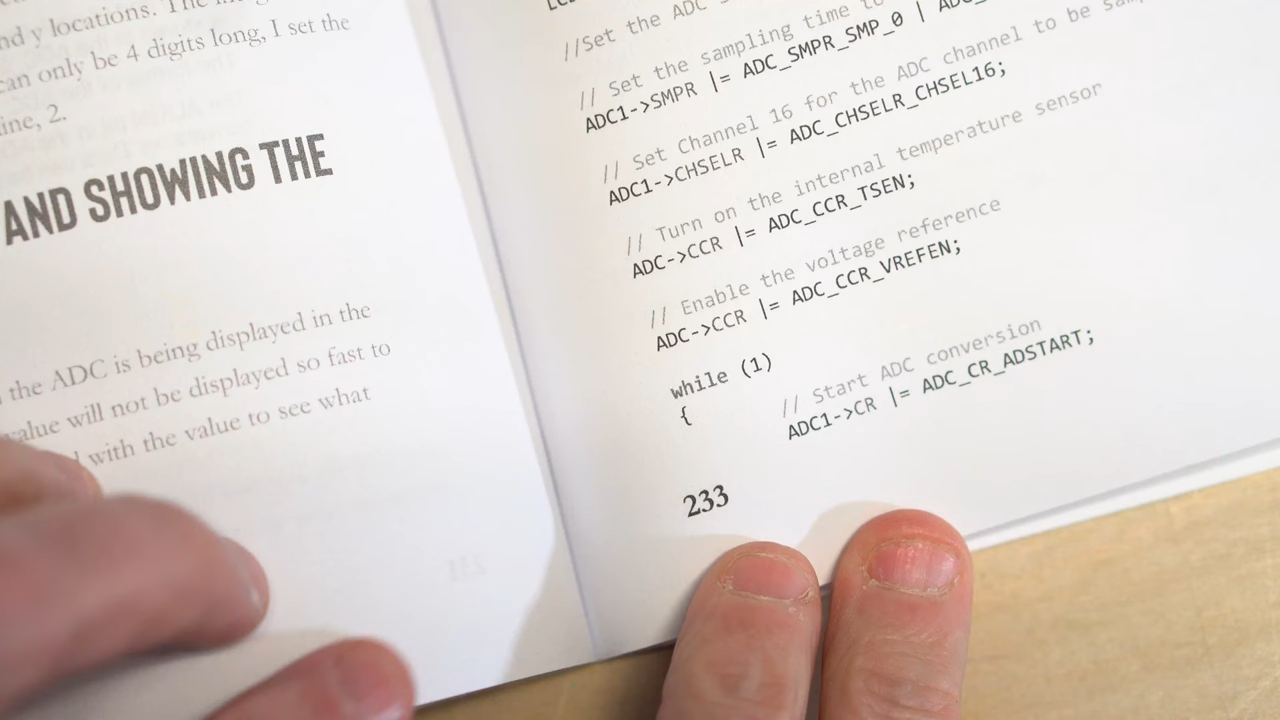 nd y locations. The
can only be 4 digits long, I set the
ine, 2.
AND SHOWING THE
the ADC is being displayed in the
value will not be displayed so fast to
with the value to see what
//Set the ADC
// Set the sampling time to
ADC1->SMPR |= ADC_SMPR_SMP_0 |
// Set Channel 16 for the ADC channel to be
ADC1->CHSELR |= ADC_CHSELR_CHSEL16;
// Turn on the internal temperature sensor
ADC->CCR |= ADC_CCR_TSEN;
// Enable the voltage reference
ADC->CCR |= ADC_CCR_VREFEN;
while (1)
{
// Start ADC conversion
ADC1->CR |= ADC_CR_ADSTART;
233